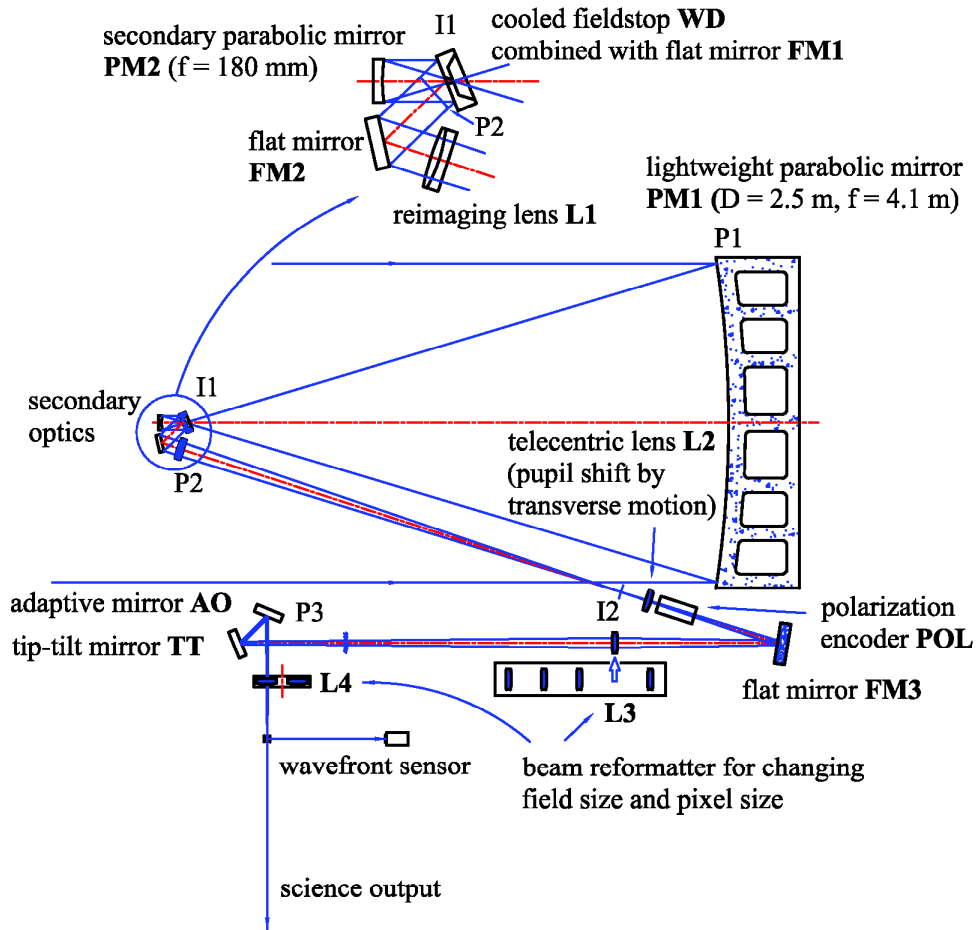 I1
cooled fieldstop WD
combined with flat mirror FM1
secondary parabolic mirror
PM2 (f = 180 mm)
P2
flat mirror
FM2
reimaging lens L1
lightweight parabolic mirror
PM1 (D = 2.5 m, f = 4.1 m)
P1
I1
secondary
optics
P2
telecentric lens L2
(pupil shift by
transverse motion)
I2
adaptive mirror AO
P3
tip-tilt mirror TT
polarization
encoder POL
flat mirror FM3
L4
L3
wavefront sensor
beam reformatter for changing
field size and pixel size
science output